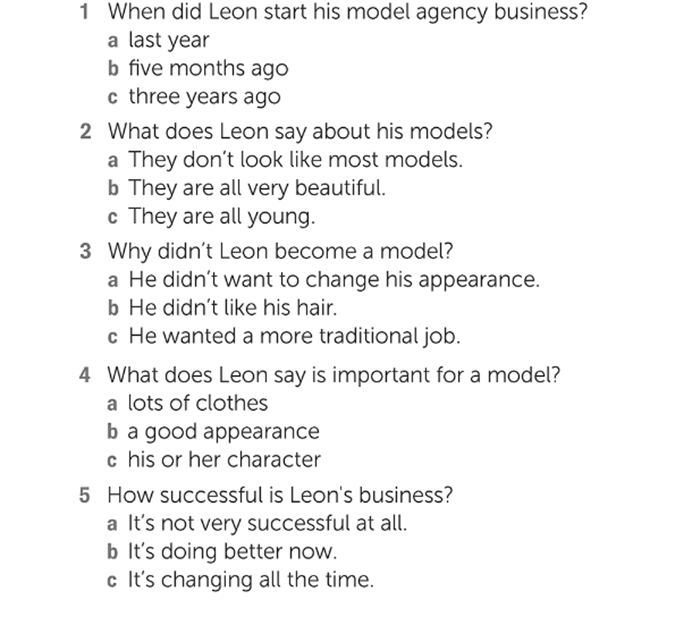 1 When did Leon start his model agency business?
a last year
b five months ago
c three years ago
2 What does Leon say about his models?
a They don't look like most models.
b They are all very beautiful.
c They are all young.
3 Why didn't Leon become a model?
a He didn't want to change his appearance.
b He didn't like his hair.
c He wanted a more traditional job.
4 What does Leon say is important for a model?
a lots of clothes
b a good appearance
c his or her character
5 How successful is Leon's business?
a It's not very successful at all.
b It's doing better now.
c It's changing all the time.